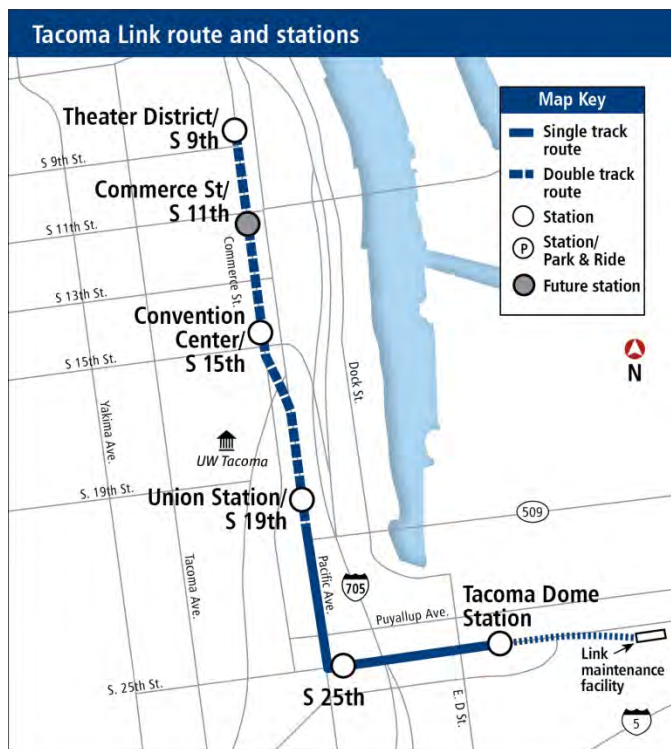 Tacoma Link route and stations
Theater District/
S 9th
S 9th St.
Commerce St/
S 11th
S 11th St.
Commerce St.
S 13th St.
Convention
Center/
S 15th
S 15th St.
Yakima Ave.
UW Tacoma
Dock St.
S. 19th St.
Union Station/
S 19th
Tacoma Ave.
Pacific Ave.
705
509
Puyallup Ave.
Tacoma Dome
Station
Link
maintenance
facility
S. 25th St.
S 25th
E. D St.
5
Map Key
Single track
route
Double track
route
Station
P
Station/
Park & Ride
Future station
N